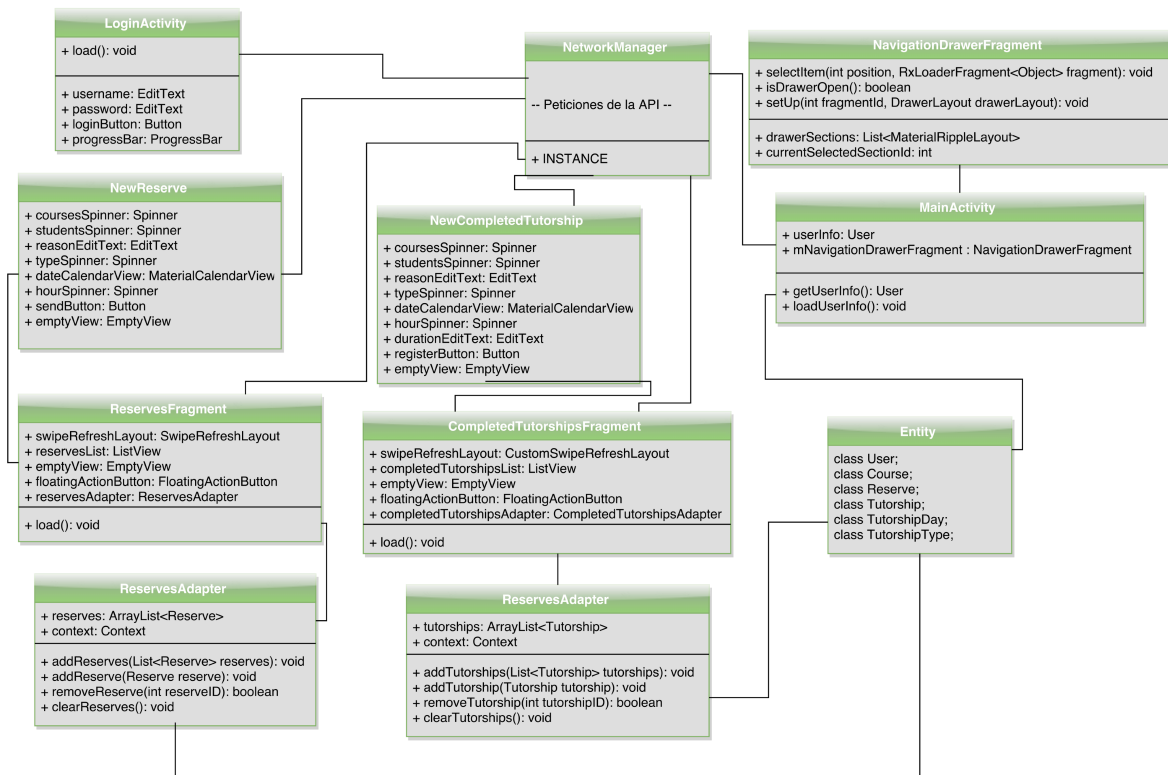 LoginActivity
+ load(): void
+ username: EditText
+ password: EditText
+ loginButton: Button
+ progressBar: ProgressBar
NetworkManager
-- Peticiones de la API --
+ INSTANCE
NavigationDrawerFragment
+ selectItem(int position, RxLoaderFragment<Object> fragment): void
+ isDrawerOpen(): boolean
+ setUp(int fragmentId, DrawerLayout drawerLayout): void
+ drawerSections: List<MaterialRippleLayout>
+ currentSelectedSectionId: int
NewReserve
+ coursesSpinner: Spinner
+ studentsSpinner: Spinner
+ reasonEditText: EditText
+ typeSpinner: Spinner
+ dateCalendarView: MaterialCalendarView
+ hourSpinner: Spinner
+ sendButton: Button
+ emptyView: EmptyView
NewCompletedTutorship
+ coursesSpinner: Spinner
+ studentsSpinner: Spinner
+ reasonEditText: EditText
+ typeSpinner: Spinner
+ dateCalendarView: MaterialCalendarView
+ hourSpinner: Spinner
+ durationEditText: EditText
+ registerButton: Button
+ emptyView: EmptyView
MainActivity
+ userInfo: User
+ mNavigationDrawerFragment : NavigationDrawerFragment
+ getUserInfo(): User
+ loadUserInfo(): void
ReservesFragment
+ swipeRefreshLayout: SwipeRefreshLayout
+ reservesList: ListView
+ emptyView: EmptyView
+ floatingActionButton: FloatingActionButton
+ reservesAdapter: ReservesAdapter
+ load(): void
CompletedTutorshipsFragment
+ swipeRefreshLayout: CustomSwipeRefreshLayout
+ completedTutorshipsList: ListView
+ emptyView: EmptyView
+ floatingActionButton: FloatingActionButton
+ completedTutorshipsAdapter: CompletedTutorshipsAdapter
+ load(): void
Entity
class User;
class Course;
class Reserve;
class Tutorship;
class TutorshipDay;
class TutorshipType;
ReservesAdapter
+ reserves: ArrayList<Reserve>
+ context: Context
+ addReserves(List<Reserve> reserves): void
+ addReserve(Reserve reserve): void
+ removeReserve(int reserveID): boolean
+ clearReserves(): void
ReservesAdapter
+ tutorships: ArrayList<Tutorship>
+ context: Context
+ addTutorships(List<Tutorship> tutorships): void
+ addTutorship(Tutorship tutorship): void
+ removeTutorship(int tutorshipID): boolean
+ clearTutorships(): void